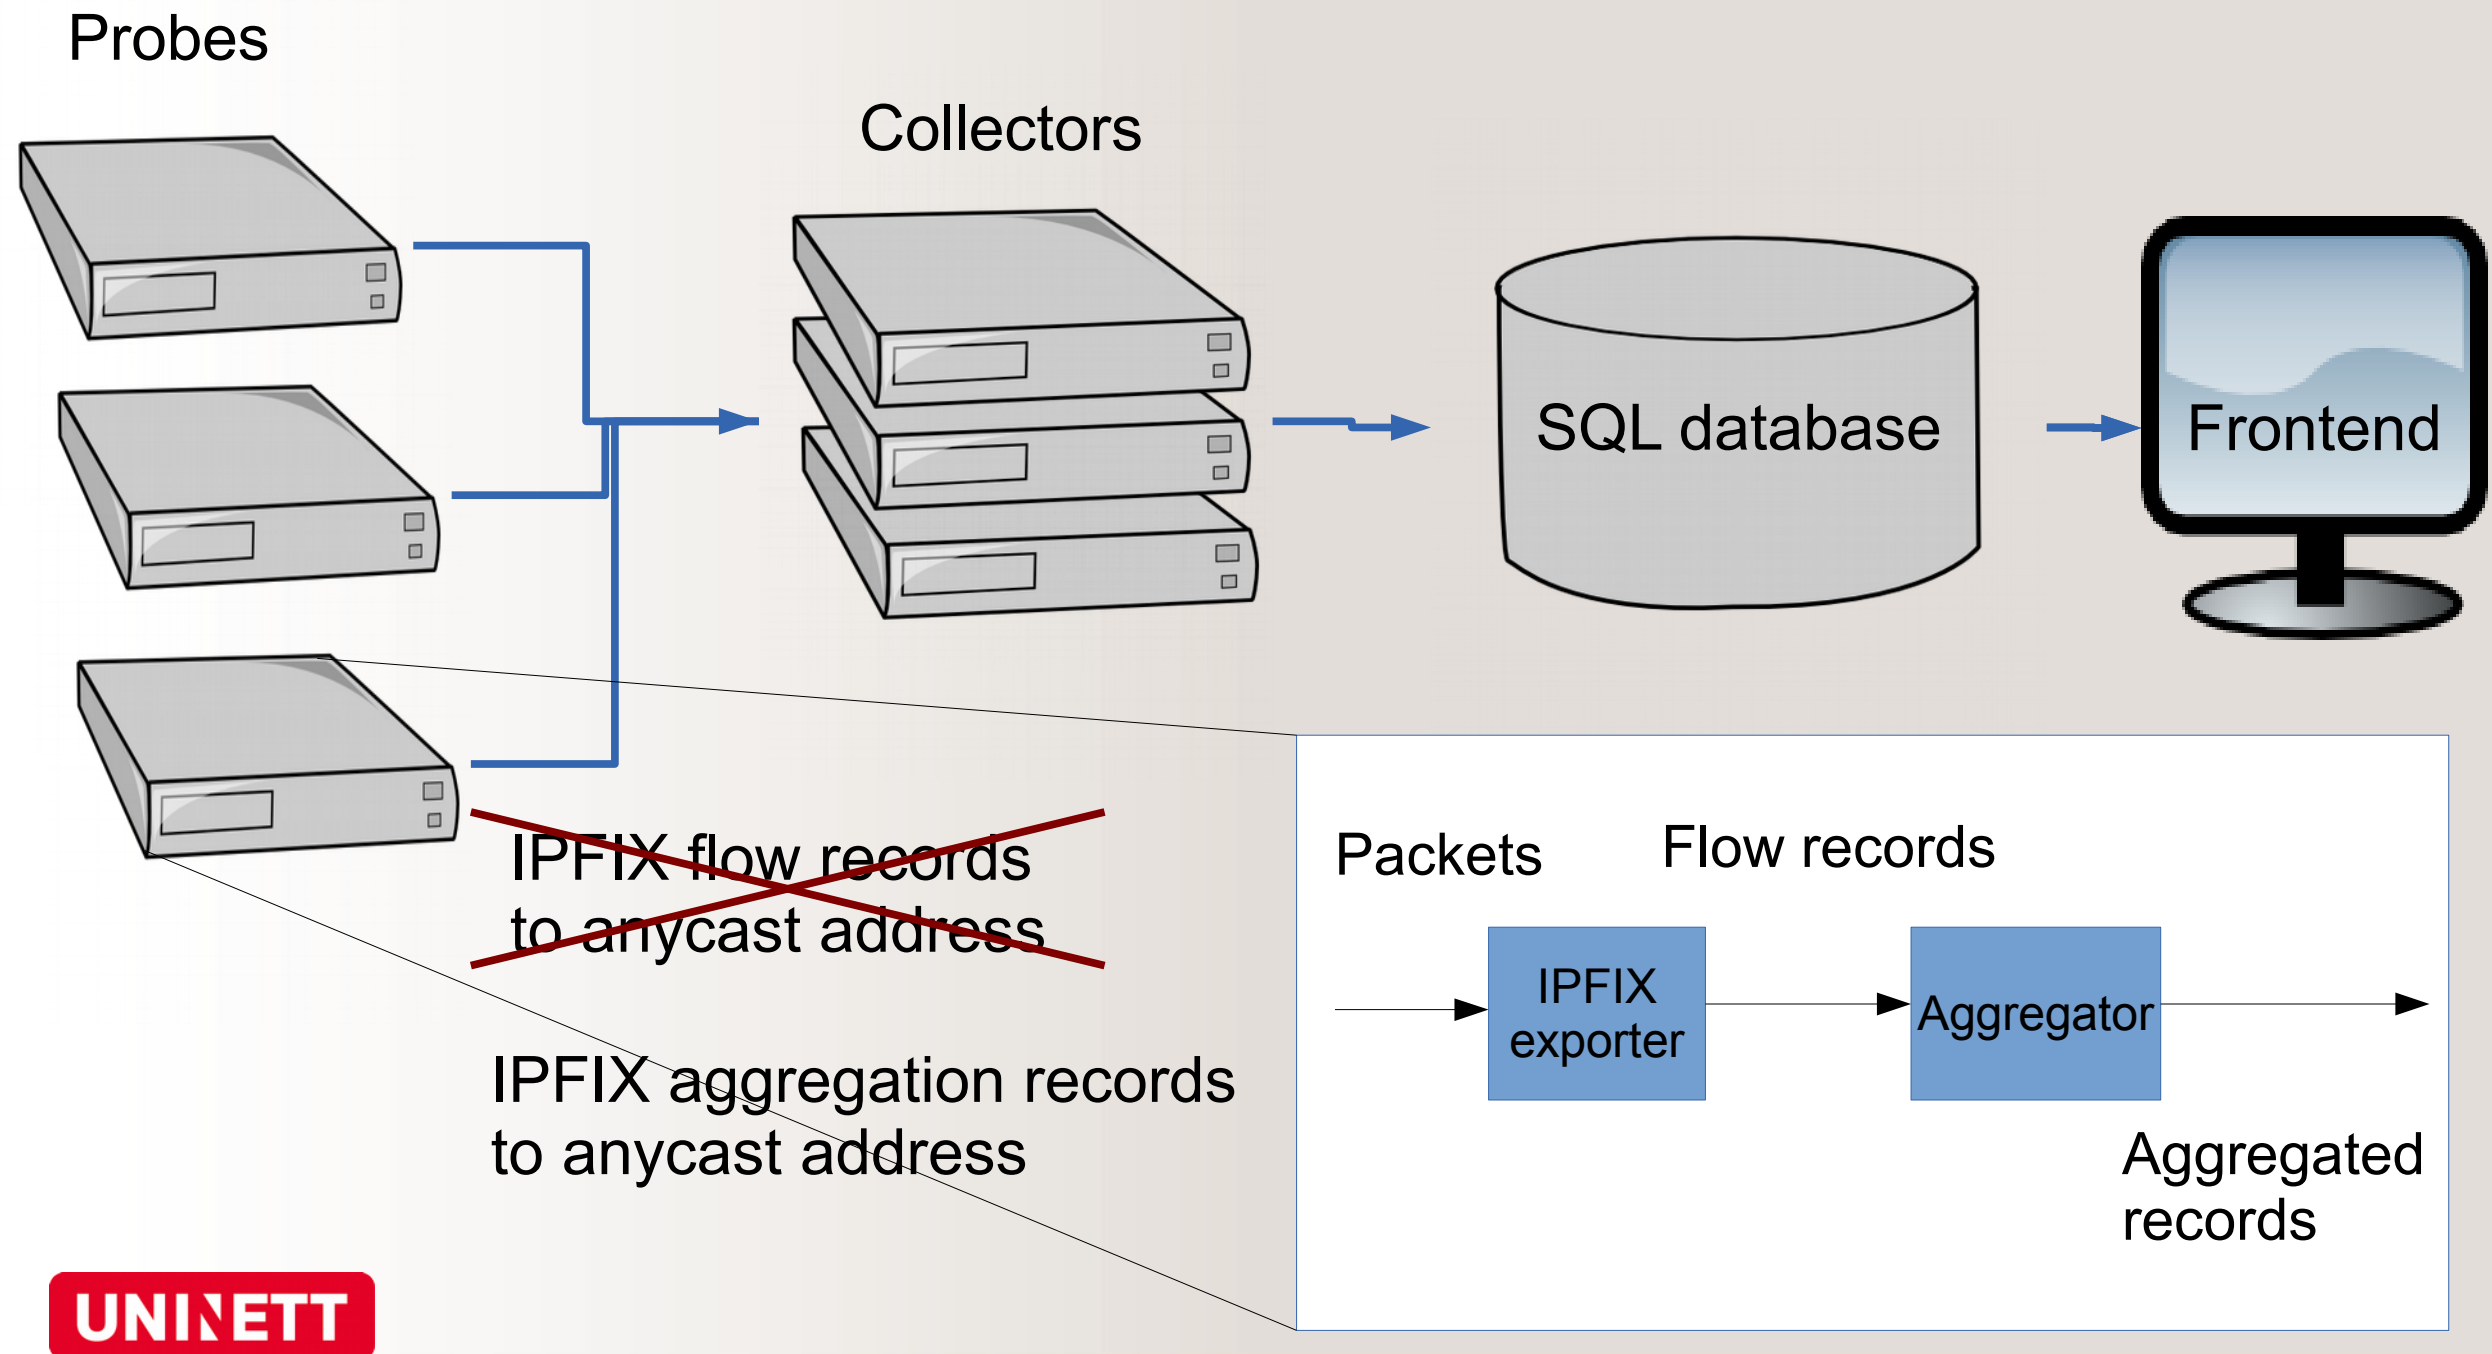 Probes
Collectors
SQL database
Frontend
IPFIX flow records
to anycast address
IPFIX aggregation records
to anycast address
Packets
Flow records
IPFIX
exporter
Aggregator
Aggregated
records
UNINETT